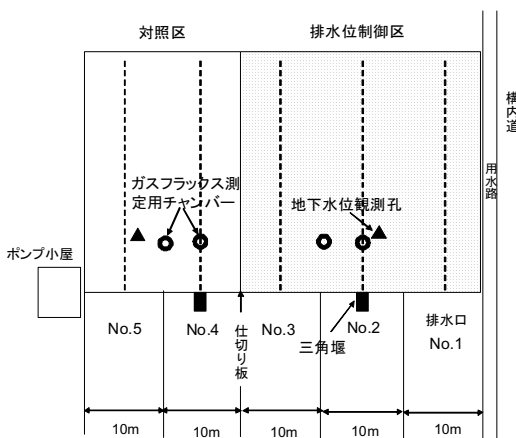 対照区
排水位制御区
構内道
用水路
ガスフラックス測
定用チャンバー
地下水位観測孔
ポンプ小屋
No.5
No.4
仕切り板
No.3
No.2
三角堰
排水口
No.1
10m
10m
10m
10m
10m